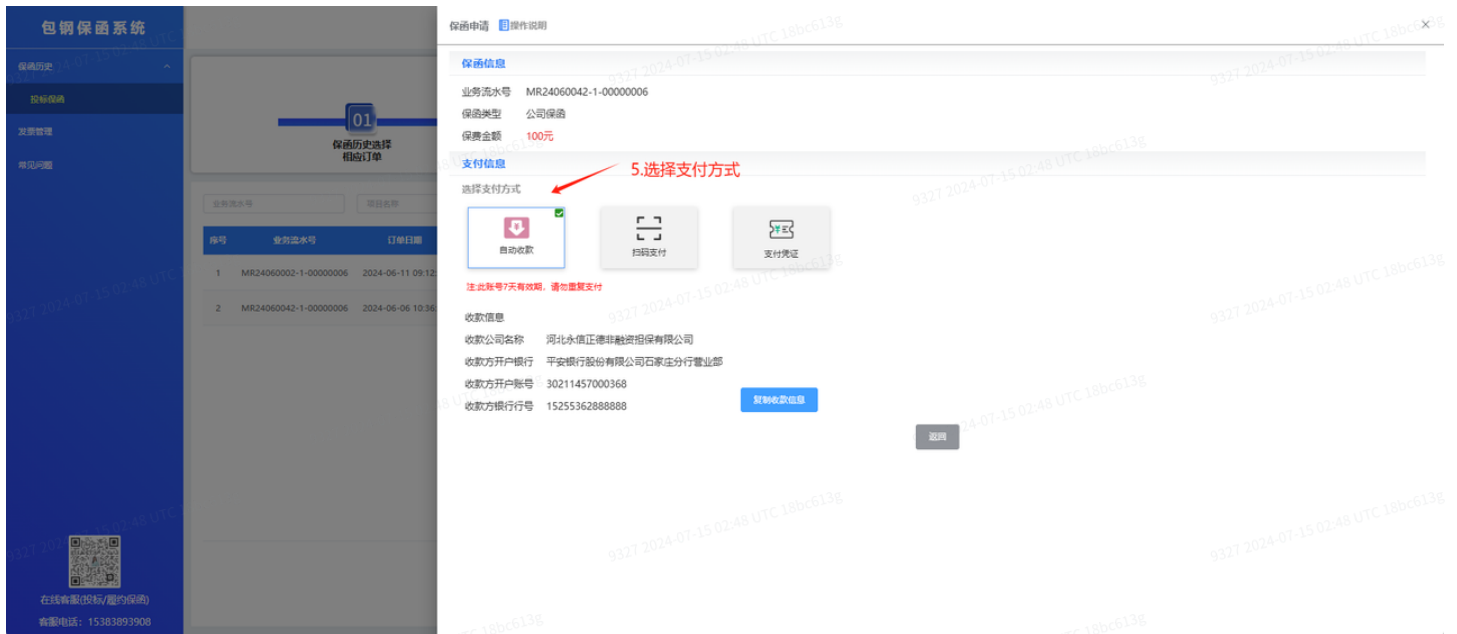 包钢保函系统
保函历史
投标保函
发票管理
常见问题
在线客服(投标/履约保函)
客服电话：15383893908
01
保函历史选择
相应订单
业务流水号 项目名称
序号 业务流水号 订单日期
1 MR24060002-1-00000006 2024-06-11 09:12:
2 MR24060042-1-00000006 2024-06-06 10:36:
保函申请 操作说明
保函信息
业务流水号 MR24060042-1-00000006
保函类型 公司保函
保费金额 100元
支付信息
5.选择支付方式
选择支付方式
自动收款 扫码支付 支付凭证
注:此账号7天有效期，请勿重复支付
收款信息
收款公司名称 河北永信正德非融资担保有限公司
收款方开户银行 平安银行股份有限公司石家庄分行营业部
收款方开户账号 30211457000368
收款方银行行号 15255362888888
复制收款信息
返回
9327 2024-07-15 02:48 UTC 18bc613g